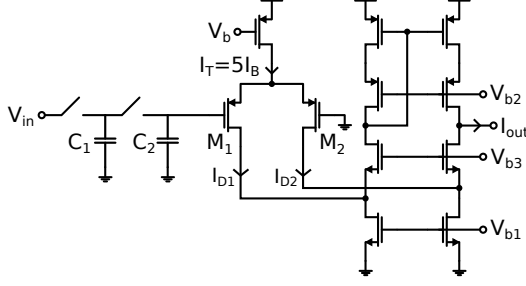 V_b
I_T=5I_B
V_in
C_1
C_2
M_1
M_2
V_b2
I_out
V_b3
I_D1
I_D2
V_b1